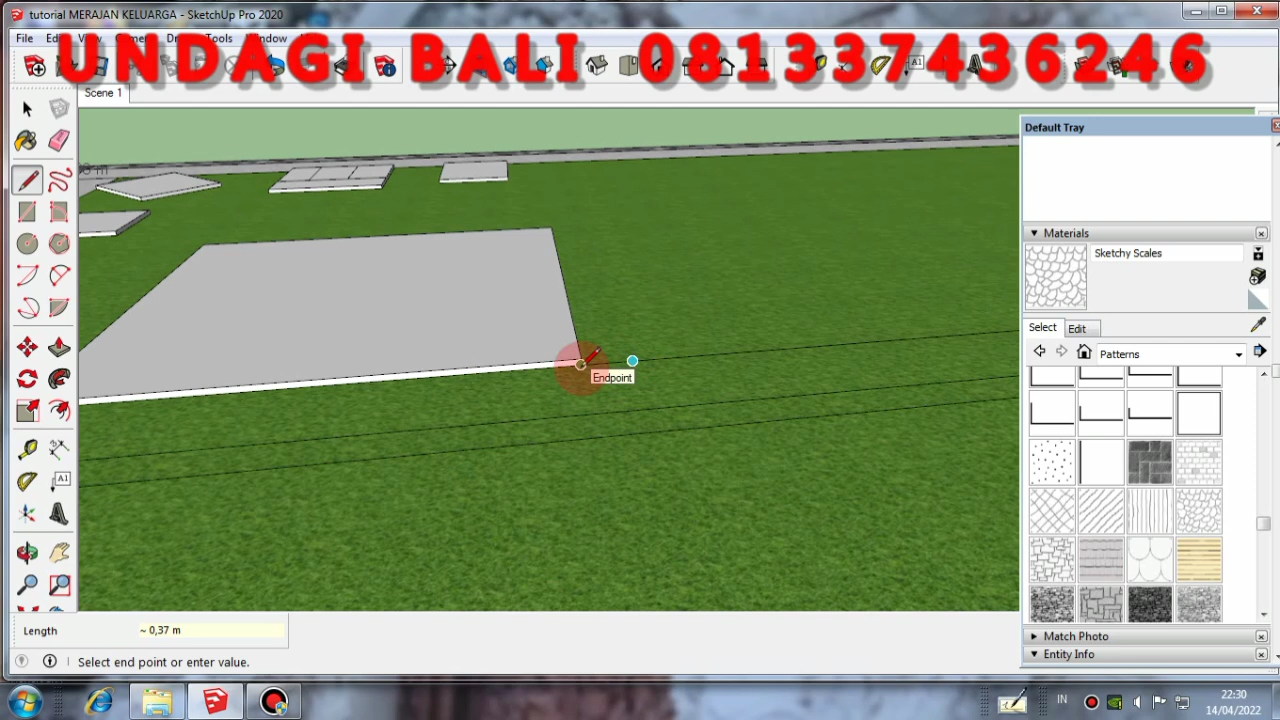 tutorial MERAJAN KELUARGA - SketchUp Pro 2020
File Window
UNDAGI BALI 081337436246
Scene 1
Default Tray
Materials
Sketchy Scales
Select Edit
Patterns
Endpoint
A1
Match Photo
Entity Info
Length ~ 0,37 m
Select end point or enter value.
IN
22:30
14/04/2022